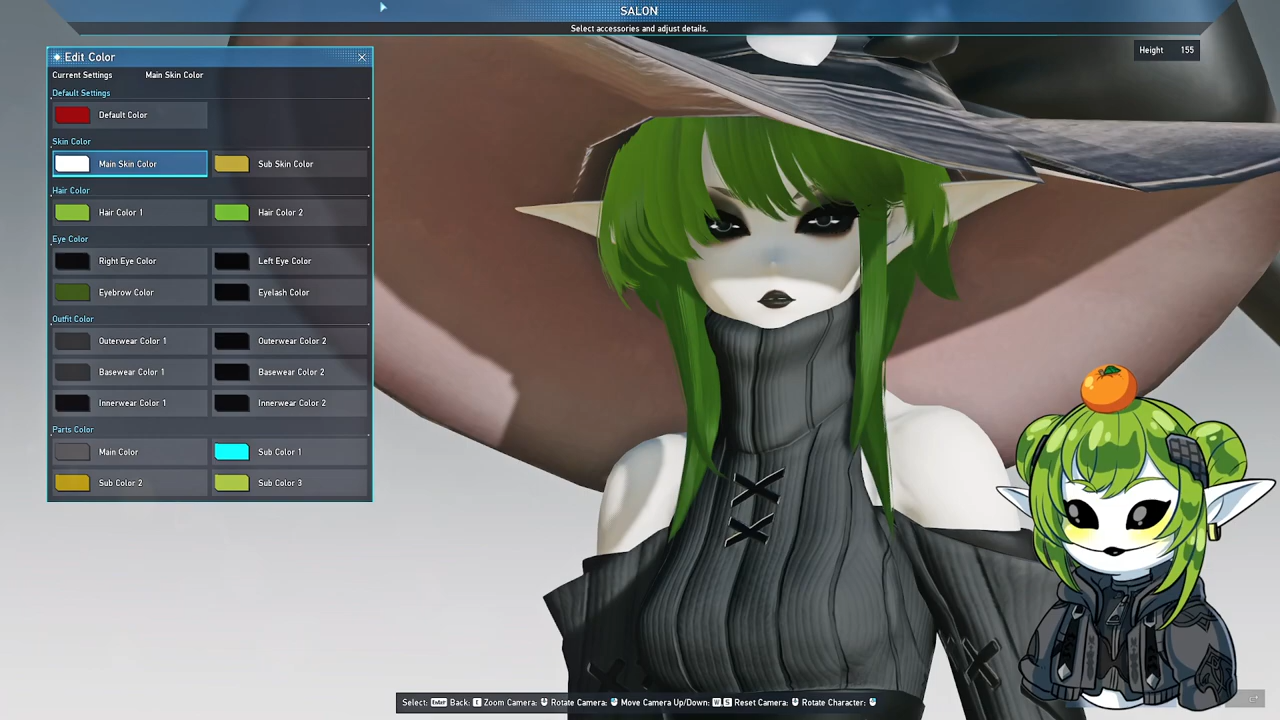 SALON
Select accessories and adjust details.
Height 155
Edit Color
Current Settings Main Skin Color
Default Settings
Default Color
Skin Color
Main Skin Color Sub Skin Color
Hair Color
Hair Color 1 Hair Color 2
Eye Color
Right Eye Color Left Eye Color
Eyebrow Color Eyelash Color
Outfit Color
Outerwear Color 1 Outerwear Color 2
Basewear Color 1 Basewear Color 2
Innerwear Color 1 Innerwear Color 2
Parts Color
Main Color Sub Color 1
Sub Color 2 Sub Color 3
Select: Enter Back: Zoom Camera: Rotate Camera: Move Camera Up/Down: W, S Reset Camera: Rotate Character: